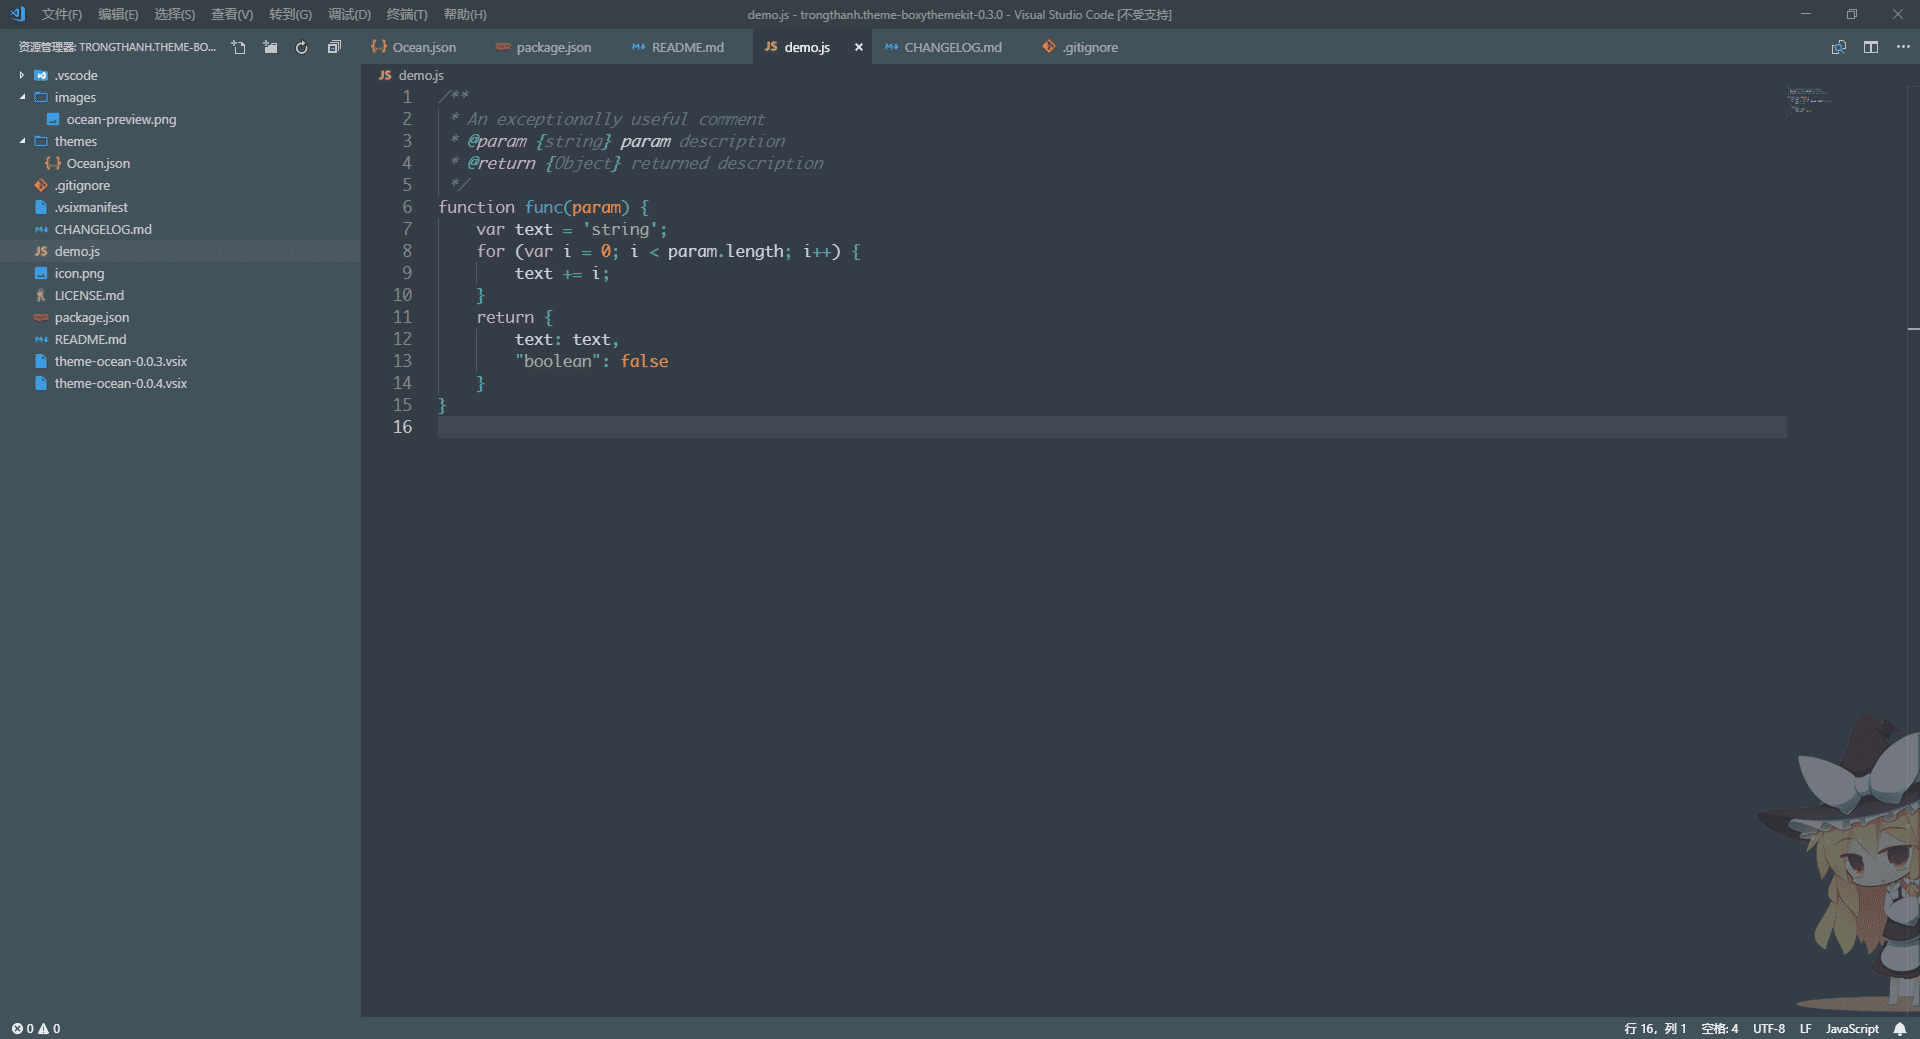 文件(F) 编辑(E) 选择(S) 查看(V) 转到(G) 调试(D) 终端(T) 帮助(H)
demo.js - trongthanh.theme-boxythemekit-0.3.0 - Visual Studio Code [不受支持]
资源管理器: TRONGTHANH.THEME-BO...
Ocean.json package.json README.md JS demo.js × CHANGELOG.md .gitignore
.vscode
images
ocean-preview.png
themes
Ocean.json
.gitignore
.vsixmanifest
CHANGELOG.md
JS demo.js
icon.png
LICENSE.md
package.json
README.md
theme-ocean-0.0.3.vsix
theme-ocean-0.0.4.vsix
JS demo.js
1 /**
2 * An exceptionally useful comment
3 * @param {string} param description
4 * @return {Object} returned description
5 */
6 function func(param) {
7 var text = 'string';
8 for (var i = 0; i < param.length; i++) {
9 text += i;
10 }
11 return {
12 text: text,
13 "boolean": false
14 }
15 }
16
0 0
行 16，列 1 空格: 4 UTF-8 LF JavaScript